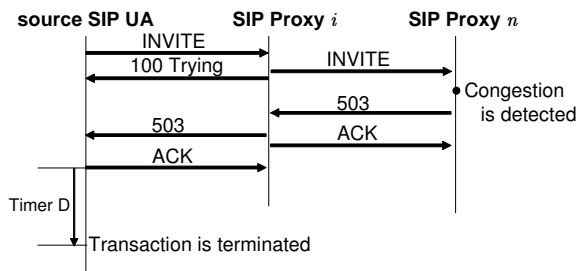 source SIP UA
SIP Proxy i
SIP Proxy n
INVITE
INVITE
100 Trying
Congestion
is detected
503
503
ACK
ACK
Timer D
Transaction is terminated